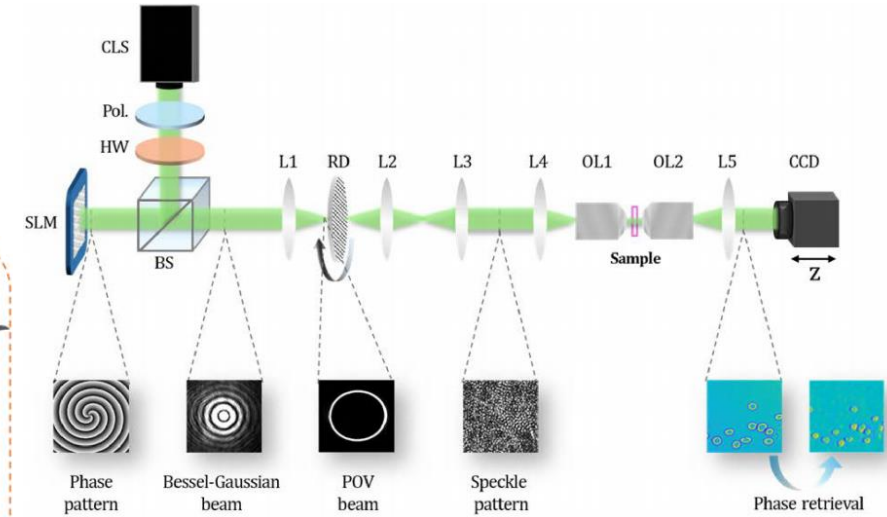 CLS
Pol.
HW
L1
RD
L2
L3
L4
OL1
OL2
L5
CCD
SLM
BS
Sample
Z
Phase
pattern
Bessel-Gaussian
beam
POV
beam
Speckle
pattern
Phase retrieval